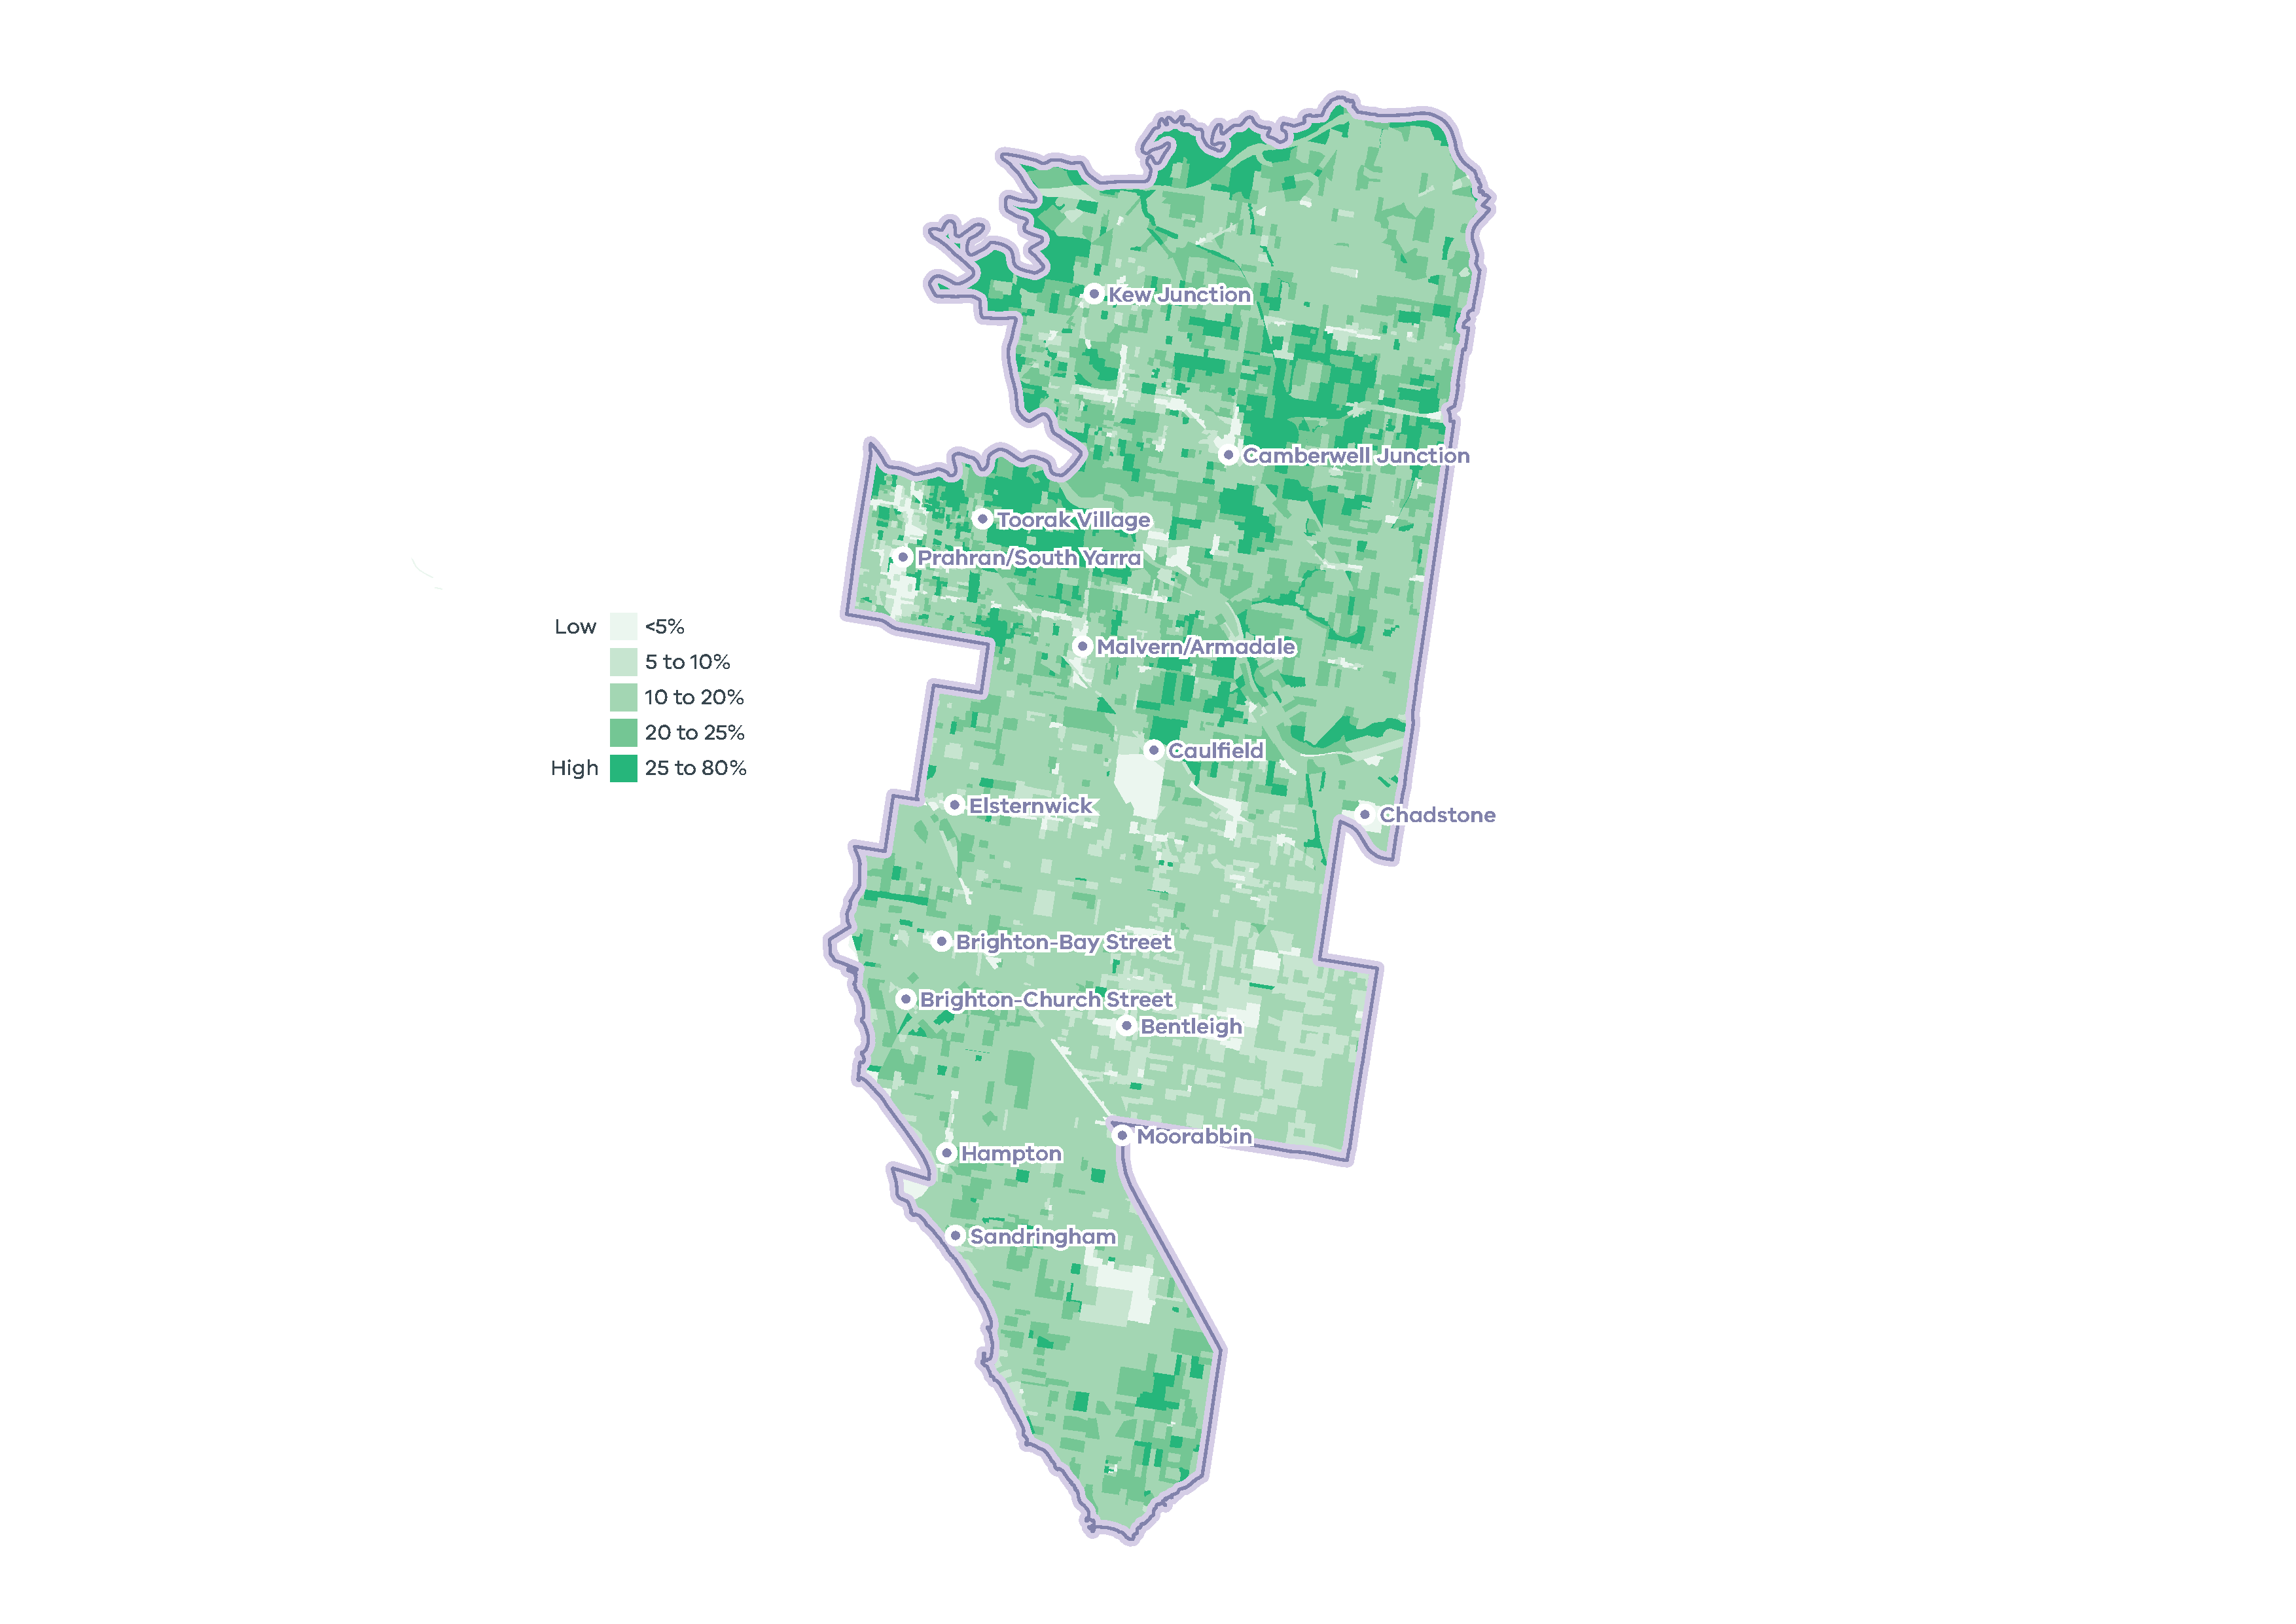 Kew Junction
Camberwell Junction
Toorak Village
Prahran/South Yarra
Low <5%
5 to 10%
10 to 20%
20 to 25%
High 25 to 80%
Malvern/Armadale
Caulfield
Elsternwick
Chadstone
Brighton-Bay Street
Brighton-Church Street
Bentleigh
Moorabbin
Hampton
Sandringham